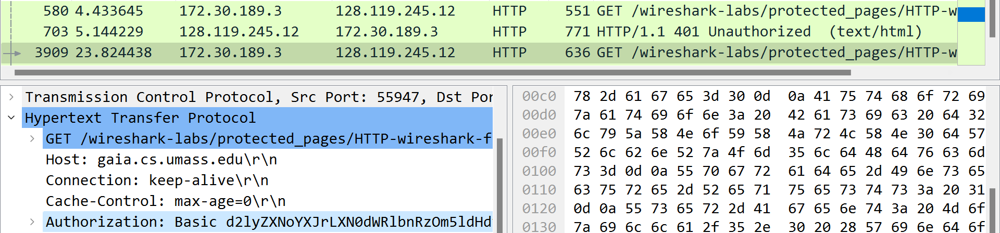 580 4.433645 172.30.189.3 128.119.245.12 HTTP 551 GET /wireshark-labs/protected_pages/HTTP-w
703 5.144229 128.119.245.12 172.30.189.3 HTTP 771 HTTP/1.1 401 Unauthorized (text/html)
3909 23.824438 172.30.189.3 128.119.245.12 HTTP 636 GET /wireshark-labs/protected_pages/HTTP-w
Transmission Control Protocol, Src Port: 55947, Dst Por
Hypertext Transfer Protocol
GET /wireshark-labs/protected_pages/HTTP-wireshark-f
Host: gaia.cs.umass.edu\r\n
Connection: keep-alive\r\n
Cache-Control: max-age=0\r\n
Authorization: Basic d2lyZXNoYXJrLXN0dWRlbnRzOm5ldHd
00c0 78 2d 61 67 65 3d 30 0d 0a 41 75 74 68 6f 72 69
00d0 7a 61 74 69 6f 6e 3a 20 42 61 73 69 63 20 64 32
00e0 6c 79 5a 58 4e 6f 59 58 4a 72 4c 58 4e 30 64 57
00f0 52 6c 62 6e 52 7a 4f 6d 35 6c 64 48 64 76 63 6d
0100 73 3d 0d 0a 55 70 67 72 61 64 65 2d 49 6e 73 65
0110 63 75 72 65 2d 52 65 71 75 65 73 74 73 3a 20 31
0120 0d 0a 55 73 65 72 2d 41 67 65 6e 74 3a 20 4d 6f
0130 7a 69 6c 6c 61 2f 35 2e 30 20 28 57 69 6e 64 6f